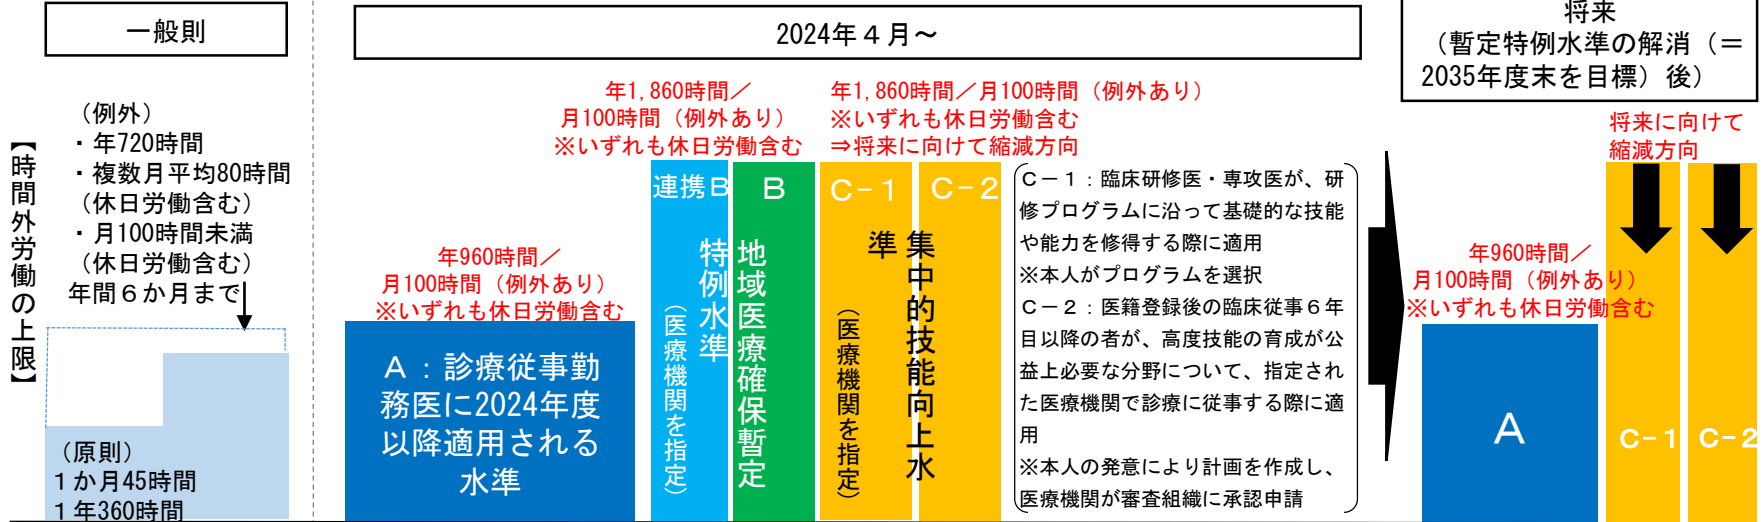 一般則
2024年４月～
将来
（暫定特例水準の解消（＝
2035年度末を目標）後）
【時間外労働の上限】
（例外）
・年720時間
・複数月平均80時間
（休日労働含む）
・月100時間未満
（休日労働含む）
年間６か月まで
（原則）
１か月45時間
１年360時間
年960時間／
月100時間（例外あり）
※いずれも休日労働含む
Ａ：診療従事勤
務医に2024年度
以降適用される
水準
年1,860時間／
月100時間（例外あり）
※いずれも休日労働含む
連携Ｂ
Ｂ
地域医療確保暫定
特例水準
（医療機関を指定）
年1,860時間／月100時間（例外あり）
※いずれも休日労働含む
⇒将来に向けて縮減方向
Ｃ－１
Ｃ－２
集中的技能向上水
準
（医療機関を指定）
Ｃ－１：臨床研修医・専攻医が、研
修プログラムに沿って基礎的な技能
や能力を修得する際に適用
※本人がプログラムを選択
Ｃ－２：医籍登録後の臨床従事６年
目以降の者が、高度技能の育成が公
益上必要な分野について、指定され
た医療機関で診療に従事する際に適
用
※本人の発意により計画を作成し、
医療機関が審査組織に承認申請
年960時間／
月100時間（例外あり）
※いずれも休日労働含む
Ａ
将来に向けて
縮減方向
Ｃ－１
Ｃ－２